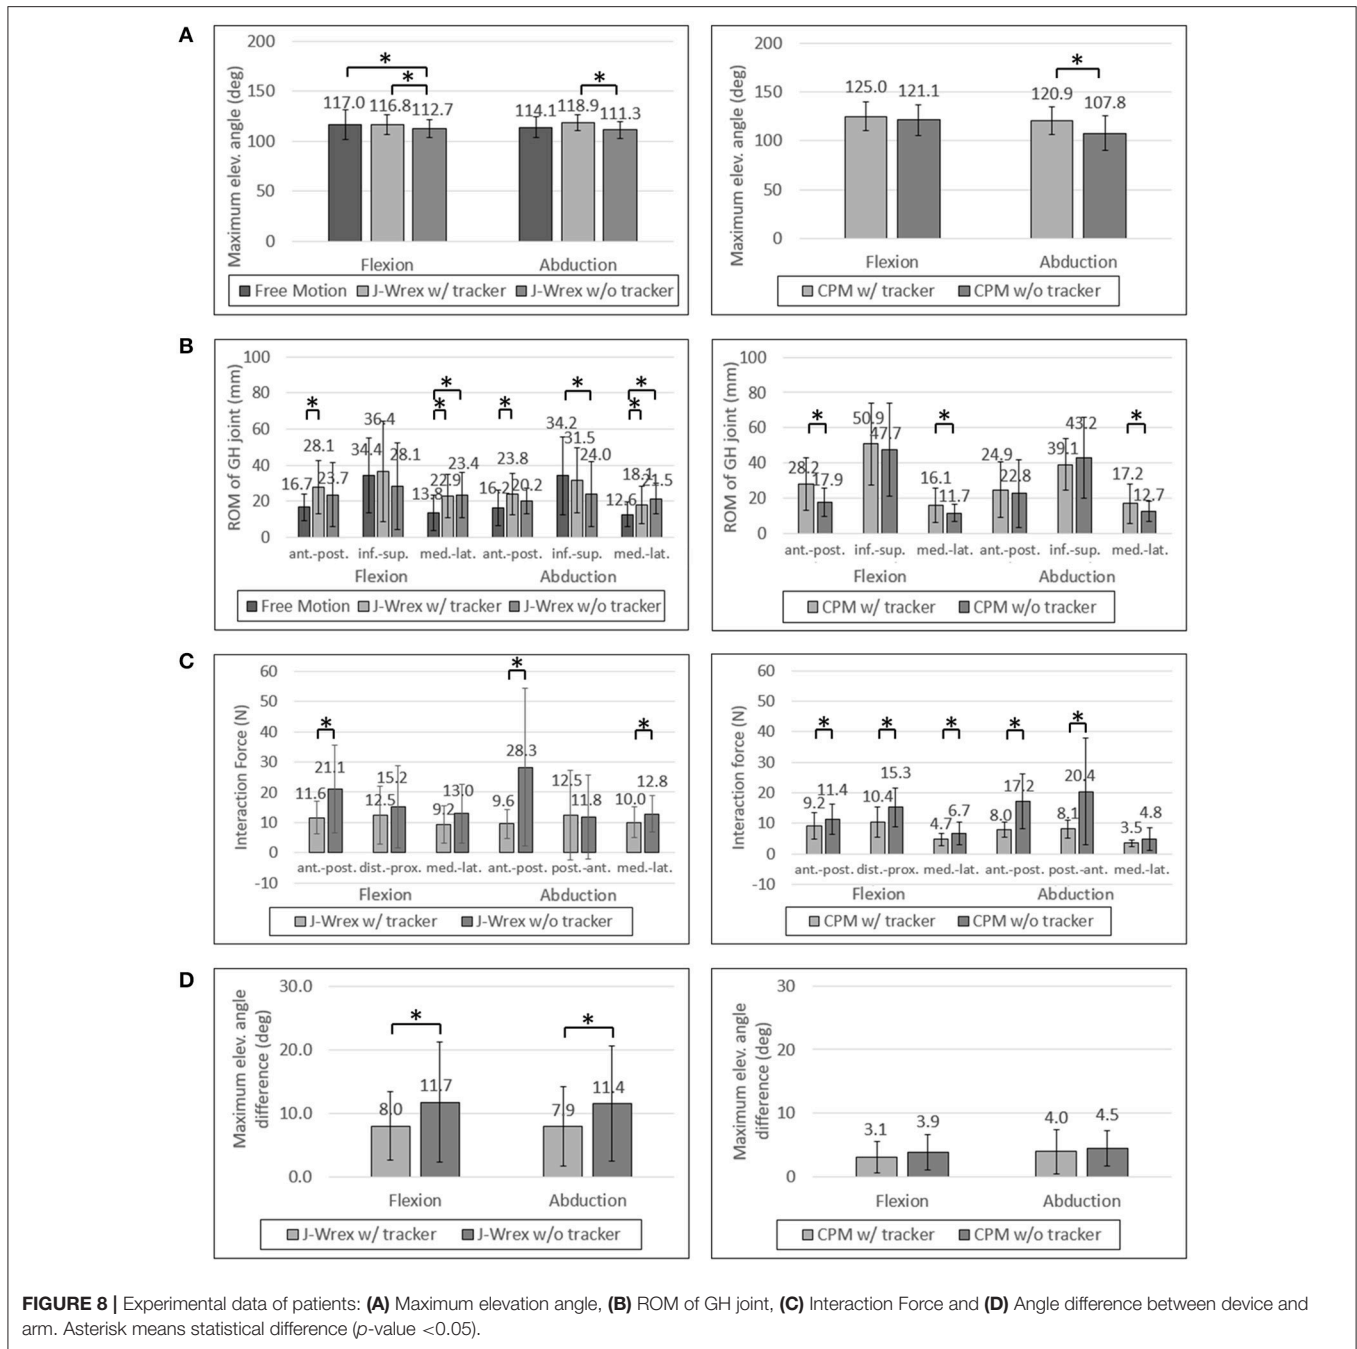 A
200
150
100
50
0
Maximum elev. angle (deg)
*
*
*
117.0 116.8 112.7 114.1 118.9 111.3
Flexion Abduction
Free Motion J-Wrex w/ tracker J-Wrex w/o tracker
200
150
100
50
0
Maximum elev. angle (deg)
*
125.0 121.1 120.9 107.8
Flexion Abduction
CPM w/ tracker CPM w/o tracker
B
100
80
60
40
20
0
ROM of GH joint (mm)
* * * * * * *
16.7 28.1 23.7 34.4 36.4 28.1 13.8 22.9 23.4 16.2 23.8 20.2 34.2 31.5 24.0 12.6 18.1 21.5
ant.-post. inf.-sup. med.-lat. ant.-post. inf.-sup. med.-lat.
Flexion Abduction
Free Motion J-Wrex w/ tracker J-Wrex w/o tracker
100
80
60
40
20
0
ROM of GH joint (mm)
* * *
28.2 17.9 50.9 47.7 16.1 11.7 24.9 22.8 39.1 43.2 17.2 12.7
ant.-post. inf.-sup. med.-lat. ant.-post. inf.-sup. med.-lat.
Flexion Abduction
CPM w/ tracker CPM w/o tracker
C
60
50
40
30
20
10
0
-10
Interaction Force (N)
* * *
11.6 21.1 12.5 15.2 9.2 13.0 9.6 28.3 12.5 11.8 10.0 12.8
ant.-post. dist.-prox. med.-lat. ant.-post. post.-ant. med.-lat.
Flexion Abduction
J-Wrex w/ tracker J-Wrex w/o tracker
60
50
40
30
20
10
0
-10
Interaction force (N)
* * * * *
9.2 11.4 10.4 15.3 4.7 6.7 8.0 17.2 8.1 20.4 3.5 4.8
ant.-post. dist.-prox. med.-lat. ant.-post. post.-ant. med.-lat.
Flexion Abduction
CPM w/ tracker CPM w/o tracker
D
30.0
20.0
10.0
0.0
Maximum elev. angle
difference (deg)
* *
8.0 11.7 7.9 11.4
Flexion Abduction
J-Wrex w/ tracker J-Wrex w/o tracker
30
20
10
0
Maximum elev. angle
difference (deg)
3.1 3.9 4.0 4.5
Flexion Abduction
CPM w/ tracker CPM w/o tracker
FIGURE 8 | Experimental data of patients: (A) Maximum elevation angle, (B) ROM of GH joint, (C) Interaction Force and (D) Angle difference between device and
arm. Asterisk means statistical difference (p-value <0.05).